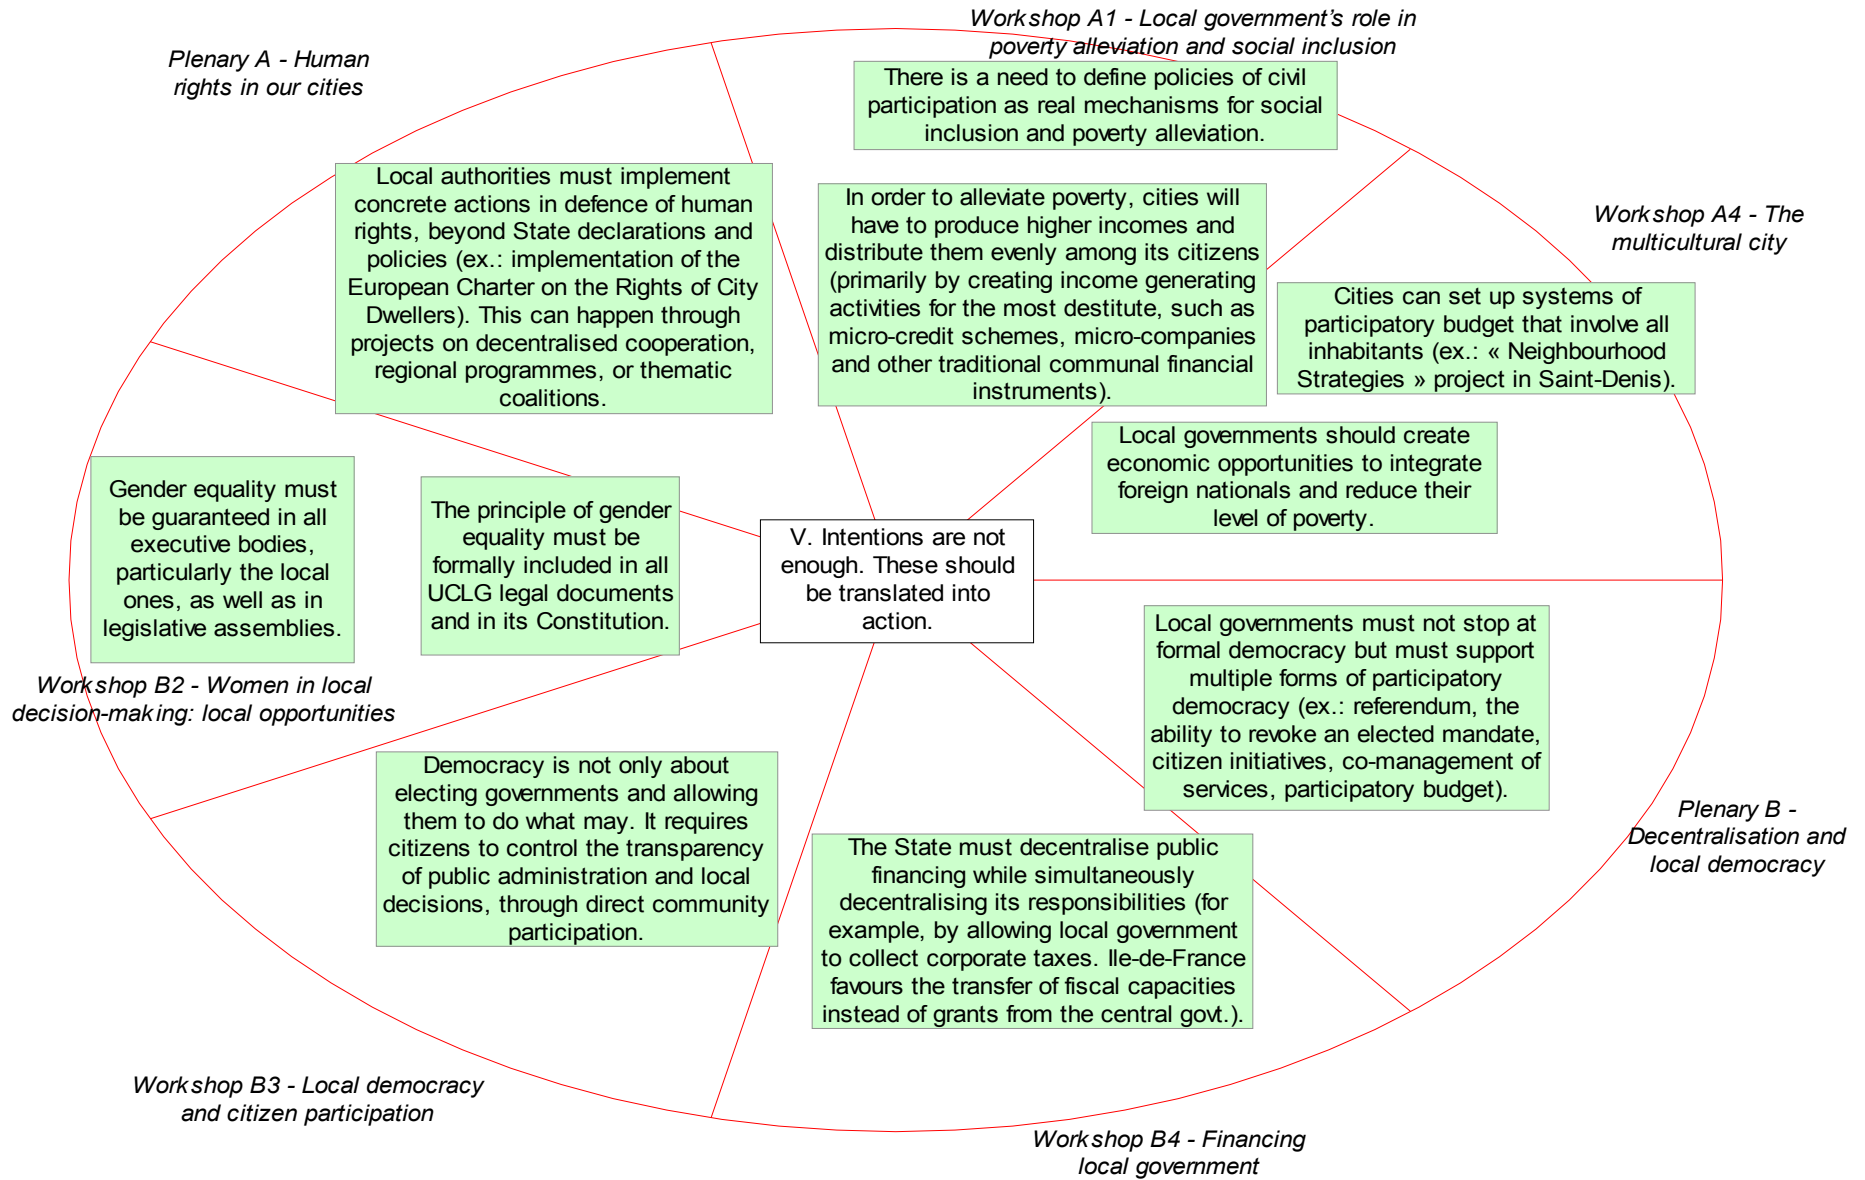 Workshop A1 - Local government's role in
poverty alleviation and social inclusion
Plenary A - Human
rights in our cities
There is a need to define policies of civil
participation as real mechanisms for social
inclusion and poverty alleviation.
Local authorities must implement
concrete actions in defence of human
rights, beyond State declarations and
policies (ex.: implementation of the
European Charter on the Rights of City
Dwellers). This can happen through
projects on decentralised cooperation,
regional programmes, or thematic
coalitions.
In order to alleviate poverty, cities will
have to produce higher incomes and
distribute them evenly among its citizens
(primarily by creating income generating
activities for the most destitute, such as
micro-credit schemes, micro-companies
and other traditional communal financial
instruments).
Workshop A4 - The
multicultural city
Cities can set up systems of
participatory budget that involve all
inhabitants (ex.: « Neighbourhood
Strategies » project in Saint-Denis).
Local governments should create
economic opportunities to integrate
foreign nationals and reduce their
level of poverty.
Gender equality must
be guaranteed in all
executive bodies,
particularly the local
ones, as well as in
legislative assemblies.
The principle of gender
equality must be
formally included in all
UCLG legal documents
and in its Constitution.
V. Intentions are not
enough. These should
be translated into
action.
Workshop B2 - Women in local
decision-making: local opportunities
Local governments must not stop at
formal democracy but must support
multiple forms of participatory
democracy (ex.: referendum, the
ability to revoke an elected mandate,
citizen initiatives, co-management of
services, participatory budget).
Democracy is not only about
electing governments and allowing
them to do what may. It requires
citizens to control the transparency
of public administration and local
decisions, through direct community
participation.
The State must decentralise public
financing while simultaneously
decentralising its responsibilities (for
example, by allowing local government
to collect corporate taxes. Ile-de-France
favours the transfer of fiscal capacities
instead of grants from the central govt.).
Plenary B -
Decentralisation and
local democracy
Workshop B3 - Local democracy
and citizen participation
Workshop B4 - Financing
local government